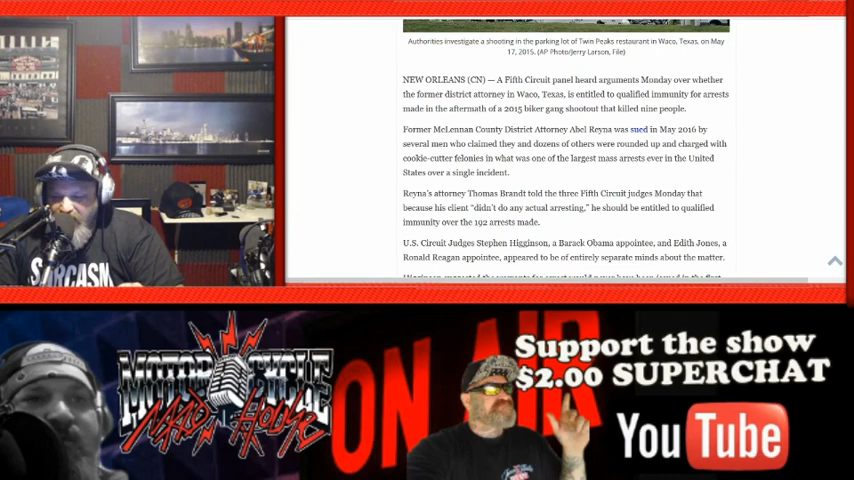 Authorities investigate a shooting in the parking lot of Twin Peaks restaurant in Waco, Texas, on May
17, 2015. (AP Photo/Jerry Larson, File)
NEW ORLEANS (CN) — A Fifth Circuit panel heard arguments Monday over whether
the former district attorney in Waco, Texas, is entitled to qualified immunity for arrests
made in the aftermath of a 2015 biker gang shootout that killed nine people.
Former McLennan County District Attorney Abel Reyna was sued in May 2016 by
several men who claimed they and dozens of others were rounded up and charged with
cookie-cutter felonies in what was one of the largest mass arrests ever in the United
States over a single incident.
Reyna's attorney Thomas Brandt told the three Fifth Circuit judges Monday that
because his client "didn't do any actual arresting," he should be entitled to qualified
immunity over the 192 arrests made.
U.S. Circuit Judges Stephen Higginson, a Barack Obama appointee, and Edith Jones, a
Ronald Reagan appointee, appeared to be of entirely separate minds about the matter.
SARCASM
MOTORCYCLE
MAD HOUSE
ON AIR
Support the show
$2.00 SUPERCHAT
YouTube